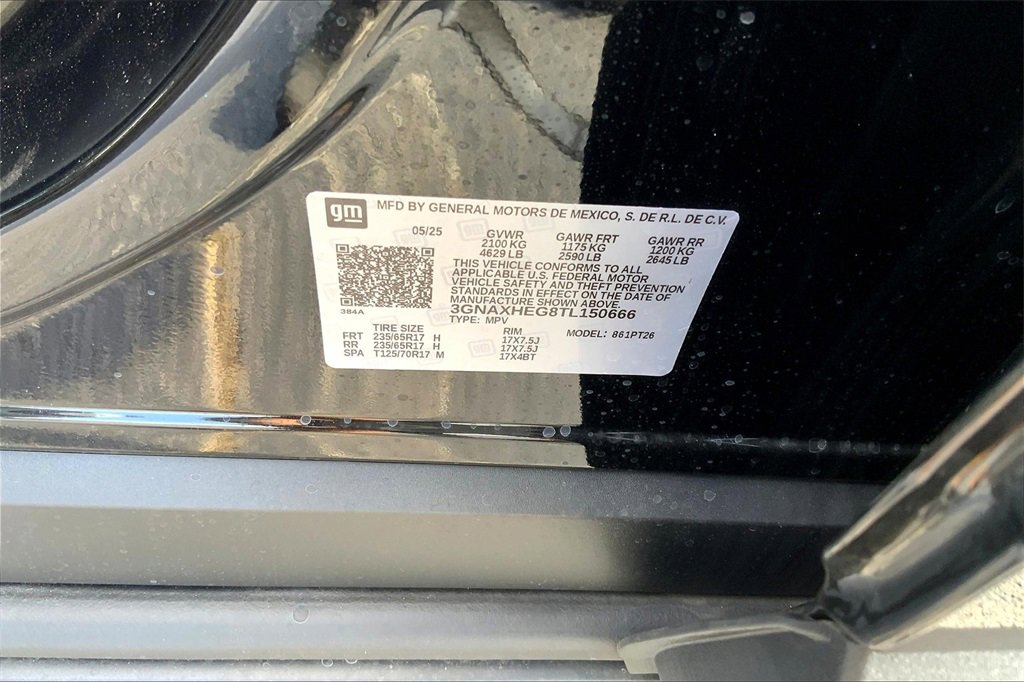 gm MFD BY GENERAL MOTORS DE MEXICO, S. DE R.L. DE C.V.
05/25 GVWR GAWR FRT GAWR RR
2100 KG 1175 KG 1200 KG
4629 LB 2590 LB 2645 LB
THIS VEHICLE CONFORMS TO ALL
APPLICABLE U.S. FEDERAL MOTOR
VEHICLE SAFETY AND THEFT PREVENTION
STANDARDS IN EFFECT ON THE DATE OF
MANUFACTURE SHOWN ABOVE.
384A 3GNAXHEG8TL150666
TYPE: MPV
TIRE SIZE RIM MODEL: 861PT26
FRT 235/65R17 H 17X7.5J
RR 235/65R17 H 17X7.5J
SPA T125/70R17 M 17X4BT